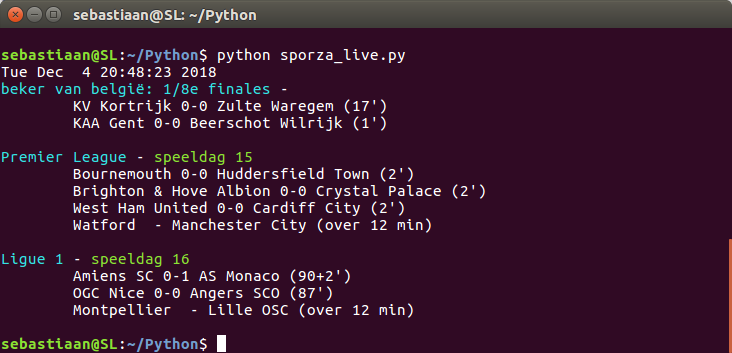 sebastiaan@SL: ~/Python
sebastiaan@SL:~/Python$ python sporza_live.py
Tue Dec  4 20:48:23 2018
beker van belgië: 1/8e finales -
        KV Kortrijk 0-0 Zulte Waregem (17')
        KAA Gent 0-0 Beerschot Wilrijk (1')
Premier League - speeldag 15
        Bournemouth 0-0 Huddersfield Town (2')
        Brighton & Hove Albion 0-0 Crystal Palace (2')
        West Ham United 0-0 Cardiff City (2')
        Watford  - Manchester City (over 12 min)
Ligue 1 - speeldag 16
        Amiens SC 0-1 AS Monaco (90+2')
        OGC Nice 0-0 Angers SCO (87')
        Montpellier  - Lille OSC (over 12 min)
sebastiaan@SL:~/Python$